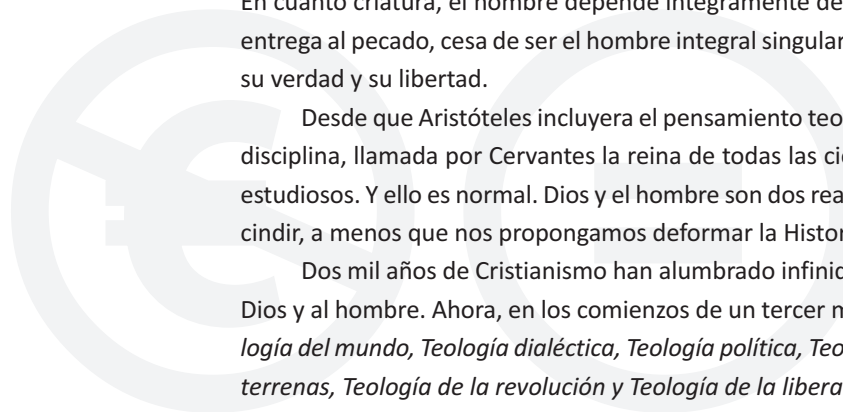 En cuanto criatura, el hombre depende íntegramente de
entrega al pecado, cesa de ser el hombre integral singular
su verdad y su libertad.
Desde que Aristóteles incluyera el pensamiento teo
disciplina, llamada por Cervantes la reina de todas las cie
estudiosos. Y ello es normal. Dios y el hombre son dos rea
cindir, a menos que nos propongamos deformar la Histor
Dos mil años de Cristianismo han alumbrado infinid
Dios y al hombre. Ahora, en los comienzos de un tercer m
logía del mundo, Teología dialéctica, Teología política, Teo
terrenas, Teología de la revolución y Teología de la libera